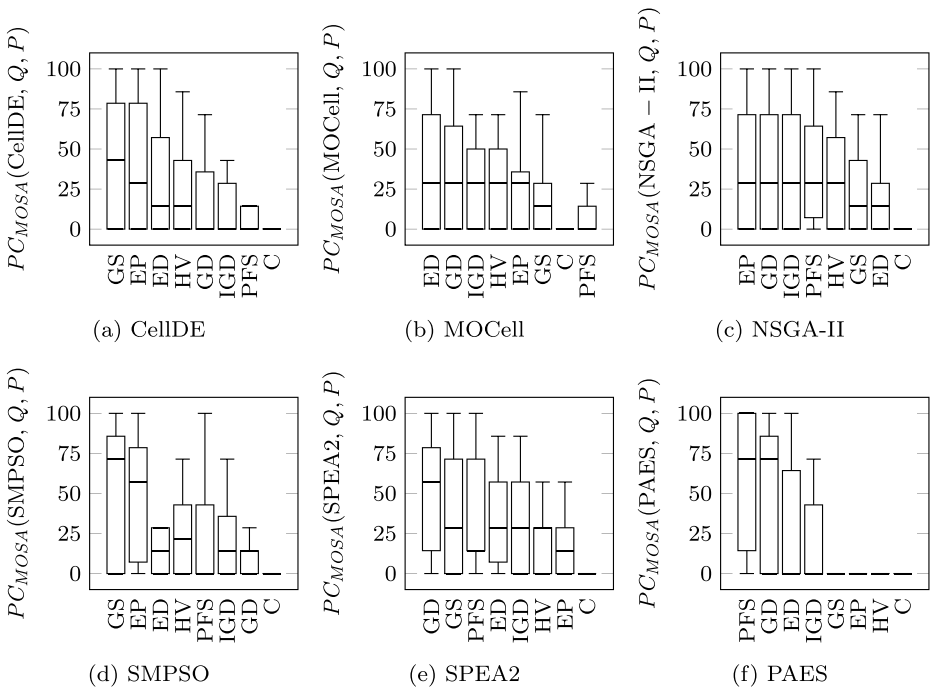 PC_MOSA(CellDE, Q, P)
100
75
50
25
0
GS EP ED HV GD IGD PFS C
(a) CellDE
PC_MOSA(MOCell, Q, P)
100
75
50
25
0
ED GD IGD HV EP GS C PFS
(b) MOCell
PC_MOSA(NSGA − II, Q, P)
100
75
50
25
0
EP GD IGD PFS HV GS ED C
(c) NSGA-II
PC_MOSA(SMPSO, Q, P)
100
75
50
25
0
GS EP ED HV PFS IGD GD C
(d) SMPSO
PC_MOSA(SPEA2, Q, P)
100
75
50
25
0
GD GS PFS ED IGD HV EP C
(e) SPEA2
PC_MOSA(PAES, Q, P)
100
75
50
25
0
PFS GD ED IGD GS EP HV C
(f) PAES